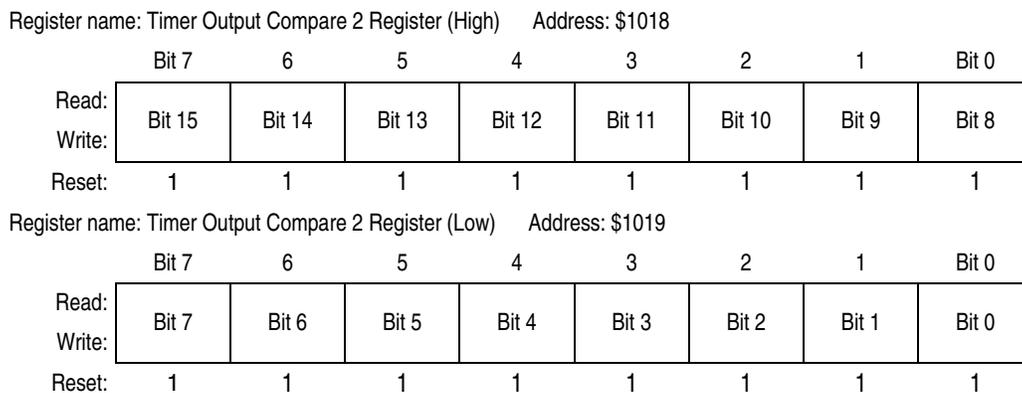 Register name: Timer Output Compare 2 Register (High) Address: $1018
Bit 7 6 5 4 3 2 1 Bit 0
Read:
Bit 15 Bit 14 Bit 13 Bit 12 Bit 11 Bit 10 Bit 9 Bit 8
Write:
Reset: 1 1 1 1 1 1 1 1
Register name: Timer Output Compare 2 Register (Low) Address: $1019
Bit 7 6 5 4 3 2 1 Bit 0
Read:
Bit 7 Bit 6 Bit 5 Bit 4 Bit 3 Bit 2 Bit 1 Bit 0
Write:
Reset: 1 1 1 1 1 1 1 1